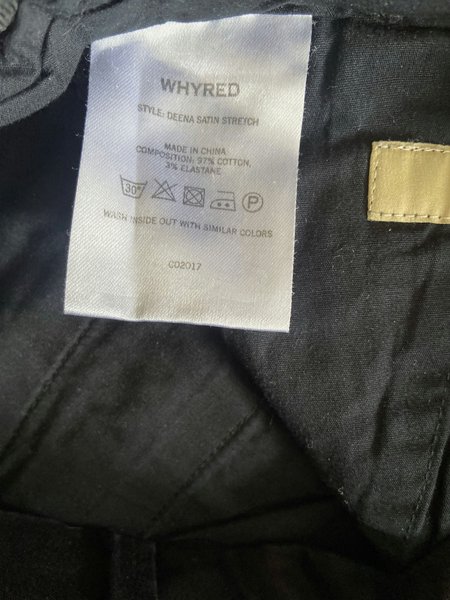 WHYRED
STYLE: DEENA SATIN STRETCH
MADE IN CHINA
COMPOSITION: 97% COTTON,
3% ELASTANE
30° P
WASH INSIDE OUT WITH SIMILAR COLORS
C02017